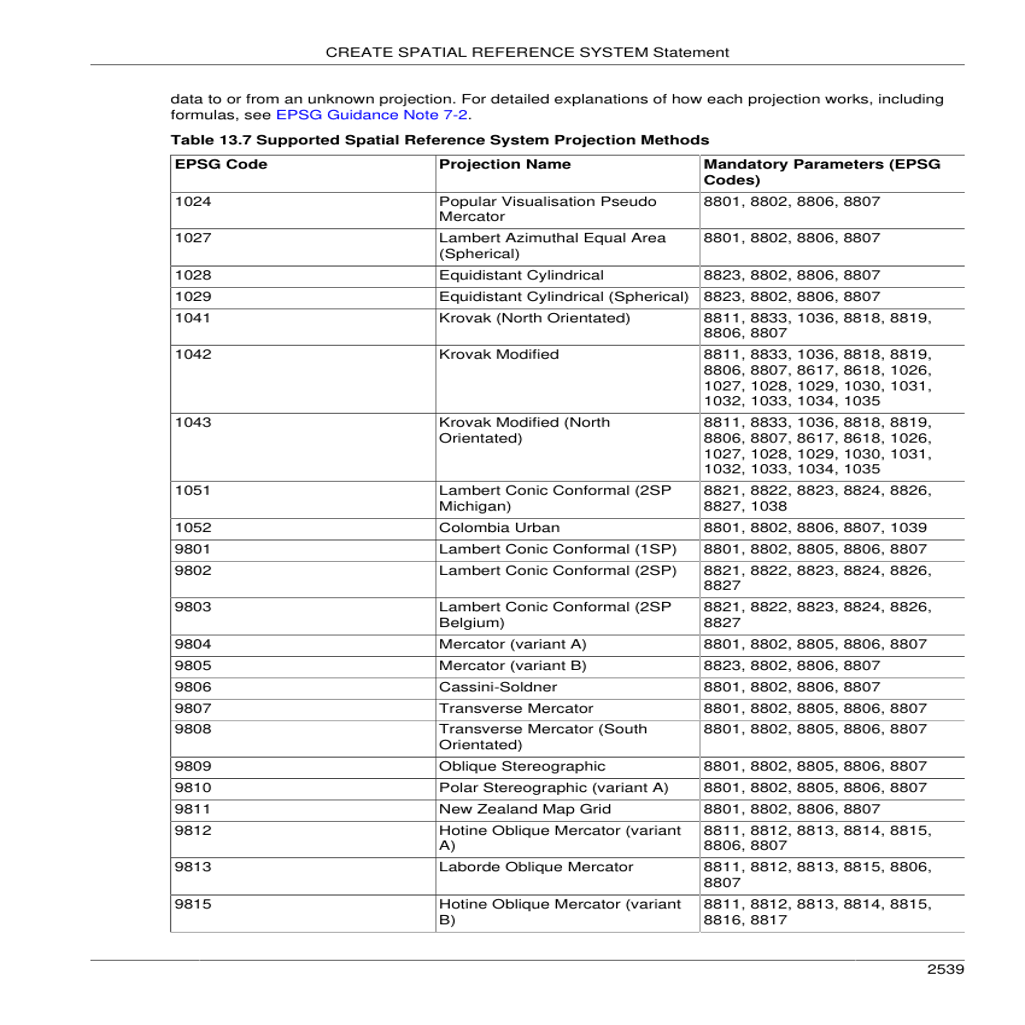 CREATE SPATIAL REFERENCE SYSTEM Statement
data to or from an unknown projection. For detailed explanations of how each projection works, including
formulas, see EPSG Guidance Note 7-2.
Table 13.7 Supported Spatial Reference System Projection Methods
EPSG Code Projection Name Mandatory Parameters (EPSG
Codes)
1024 Popular Visualisation Pseudo 8801, 8802, 8806, 8807
Mercator
1027 Lambert Azimuthal Equal Area 8801, 8802, 8806, 8807
(Spherical)
1028 Equidistant Cylindrical 8823, 8802, 8806, 8807
1029 Equidistant Cylindrical (Spherical) 8823, 8802, 8806, 8807
1041 Krovak (North Orientated) 8811, 8833, 1036, 8818, 8819,
8806, 8807
1042 Krovak Modified 8811, 8833, 1036, 8818, 8819,
8806, 8807, 8617, 8618, 1026,
1027, 1028, 1029, 1030, 1031,
1032, 1033, 1034, 1035
1043 Krovak Modified (North 8811, 8833, 1036, 8818, 8819,
Orientated) 8806, 8807, 8617, 8618, 1026,
1027, 1028, 1029, 1030, 1031,
1032, 1033, 1034, 1035
1051 Lambert Conic Conformal (2SP 8821, 8822, 8823, 8824, 8826,
Michigan) 8827, 1038
1052 Colombia Urban 8801, 8802, 8806, 8807, 1039
9801 Lambert Conic Conformal (1SP) 8801, 8802, 8805, 8806, 8807
9802 Lambert Conic Conformal (2SP) 8821, 8822, 8823, 8824, 8826,
8827
9803 Lambert Conic Conformal (2SP 8821, 8822, 8823, 8824, 8826,
Belgium) 8827
9804 Mercator (variant A) 8801, 8802, 8805, 8806, 8807
9805 Mercator (variant B) 8823, 8802, 8806, 8807
9806 Cassini-Soldner 8801, 8802, 8806, 8807
9807 Transverse Mercator 8801, 8802, 8805, 8806, 8807
9808 Transverse Mercator (South 8801, 8802, 8805, 8806, 8807
Orientated)
9809 Oblique Stereographic 8801, 8802, 8805, 8806, 8807
9810 Polar Stereographic (variant A) 8801, 8802, 8805, 8806, 8807
9811 New Zealand Map Grid 8801, 8802, 8806, 8807
9812 Hotine Oblique Mercator (variant 8811, 8812, 8813, 8814, 8815,
A) 8806, 8807
9813 Laborde Oblique Mercator 8811, 8812, 8813, 8815, 8806,
8807
9815 Hotine Oblique Mercator (variant 8811, 8812, 8813, 8814, 8815,
B) 8816, 8817
2539